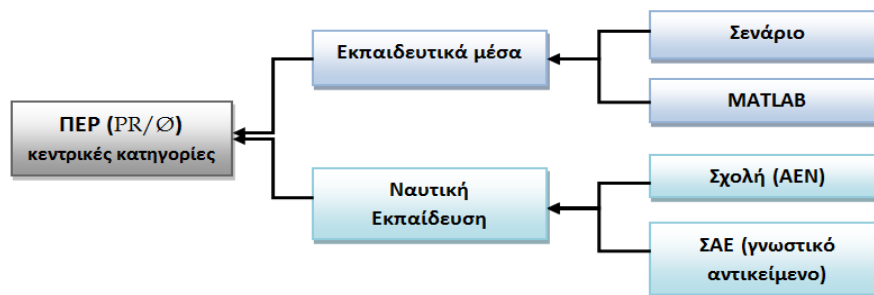 ΠΕΡ (PR/∅)
κεντρικές κατηγορίες
Εκπαιδευτικά μέσα
Σενάριο
MATLAB
Ναυτική
Εκπαίδευση
Σχολή (ΑΕΝ)
ΣΑΕ (γνωστικό
αντικείμενο)